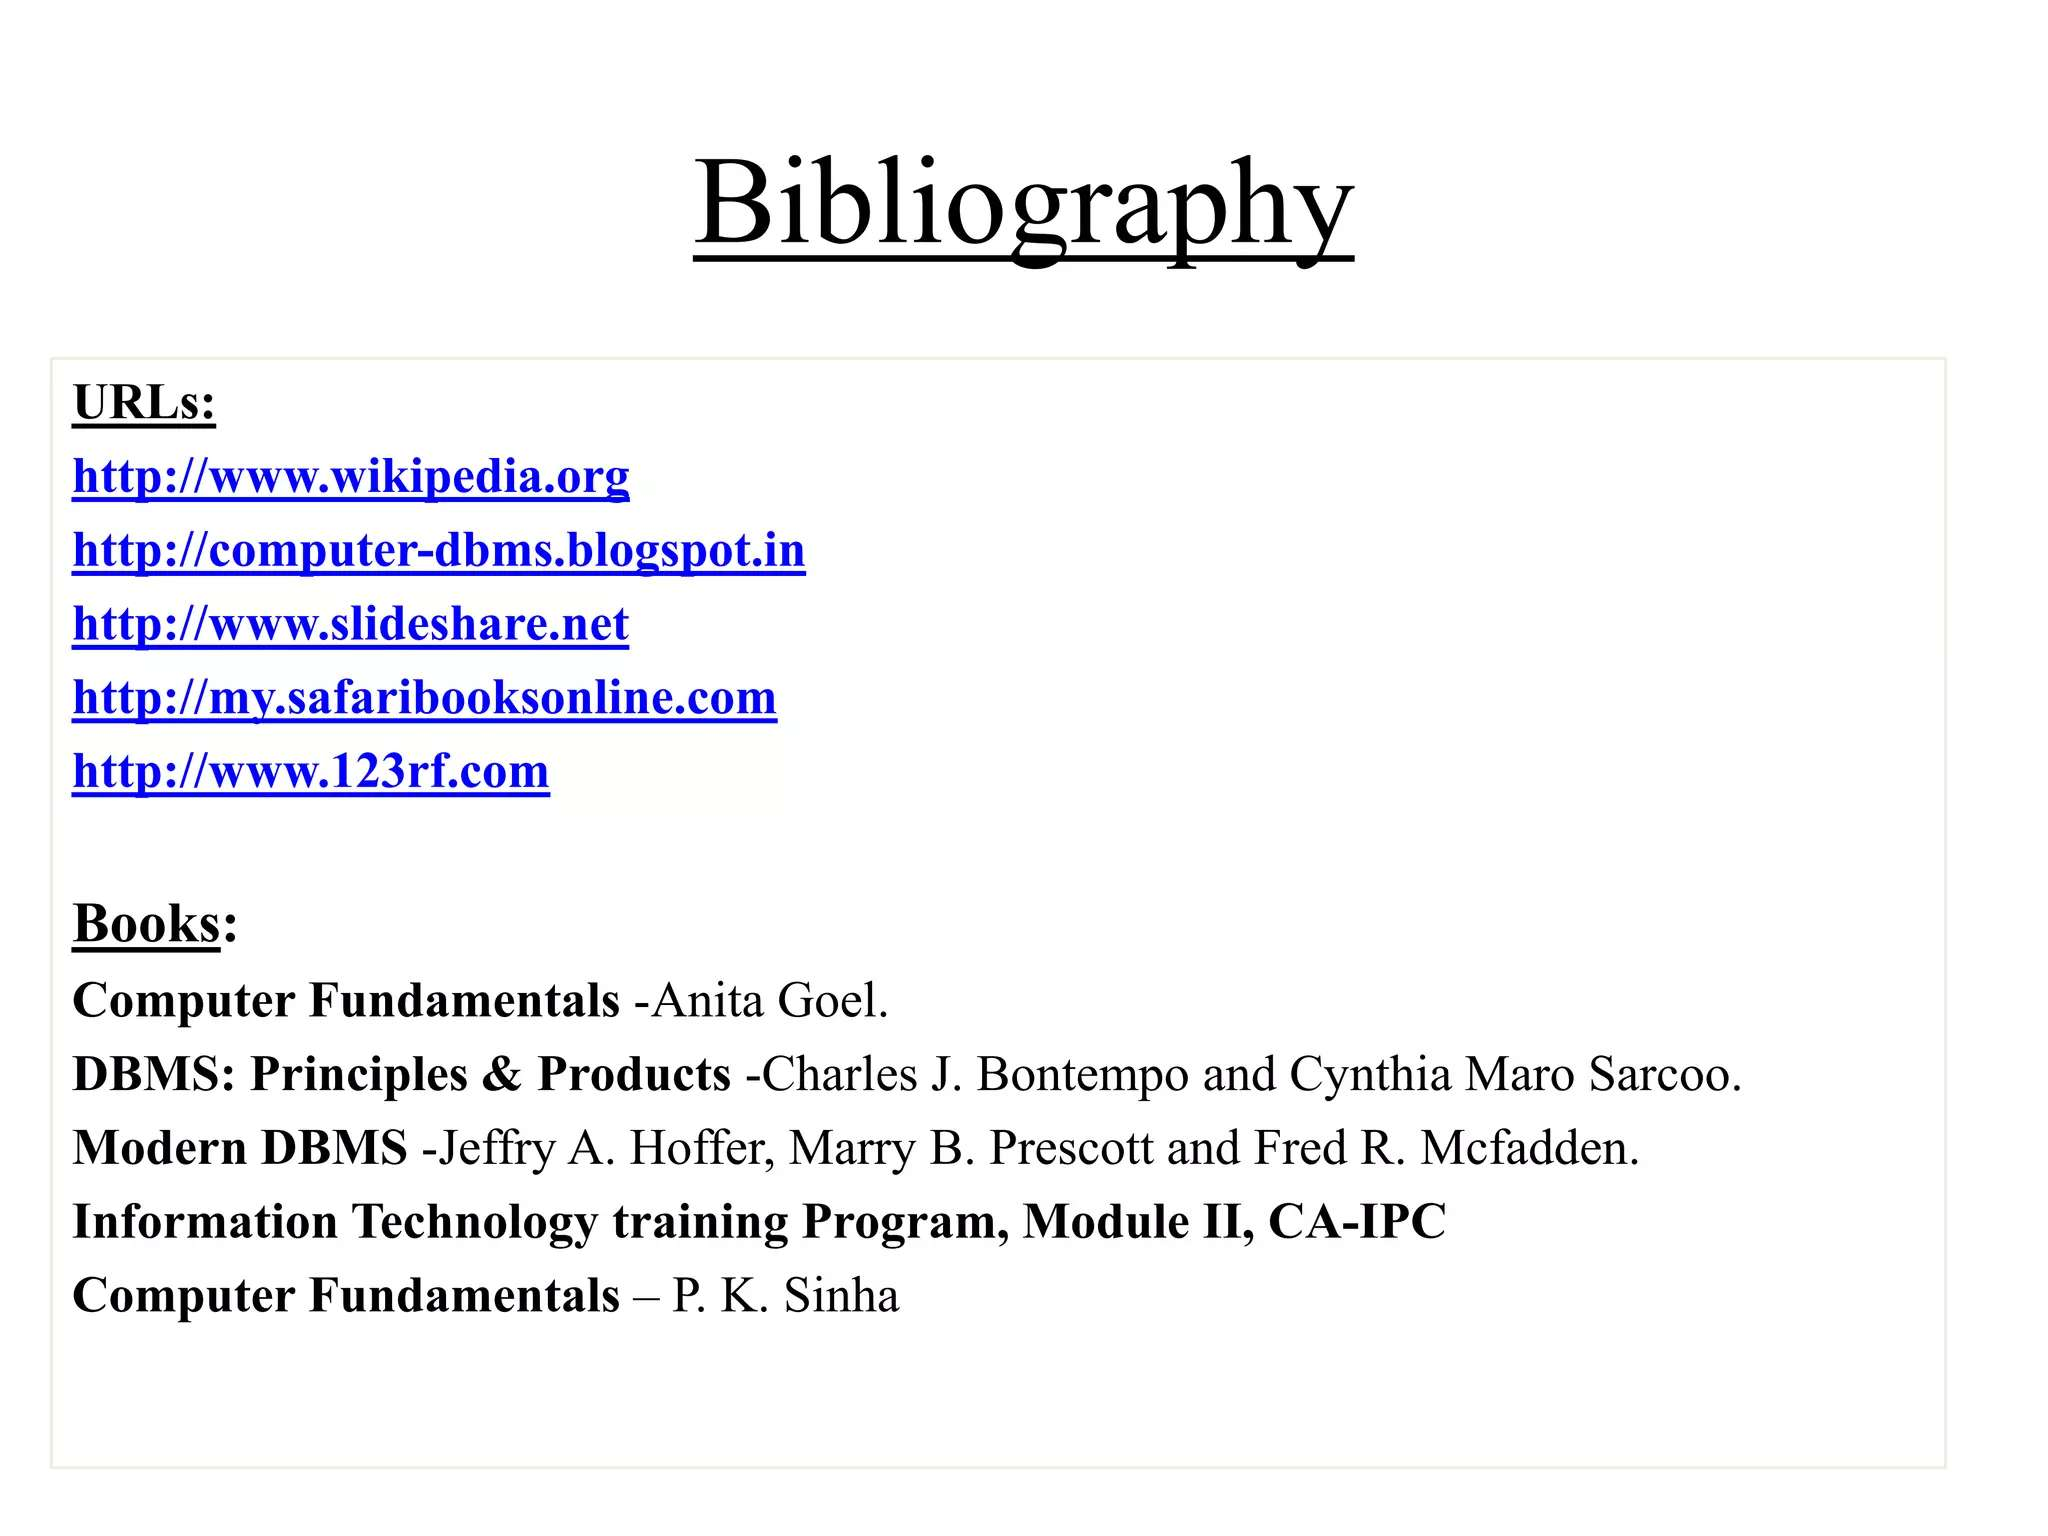 Bibliography
URLs:
http://www.wikipedia.org
http://computer-dbms.blogspot.in
http://www.slideshare.net
http://my.safaribooksonline.com
http://www.123rf.com
Books:
Computer Fundamentals -Anita Goel.
DBMS: Principles & Products -Charles J. Bontempo and Cynthia Maro Sarcoo.
Modern DBMS -Jeffry A. Hoffer, Marry B. Prescott and Fred R. Mcfadden.
Information Technology training Program, Module II, CA-IPC
Computer Fundamentals – P. K. Sinha